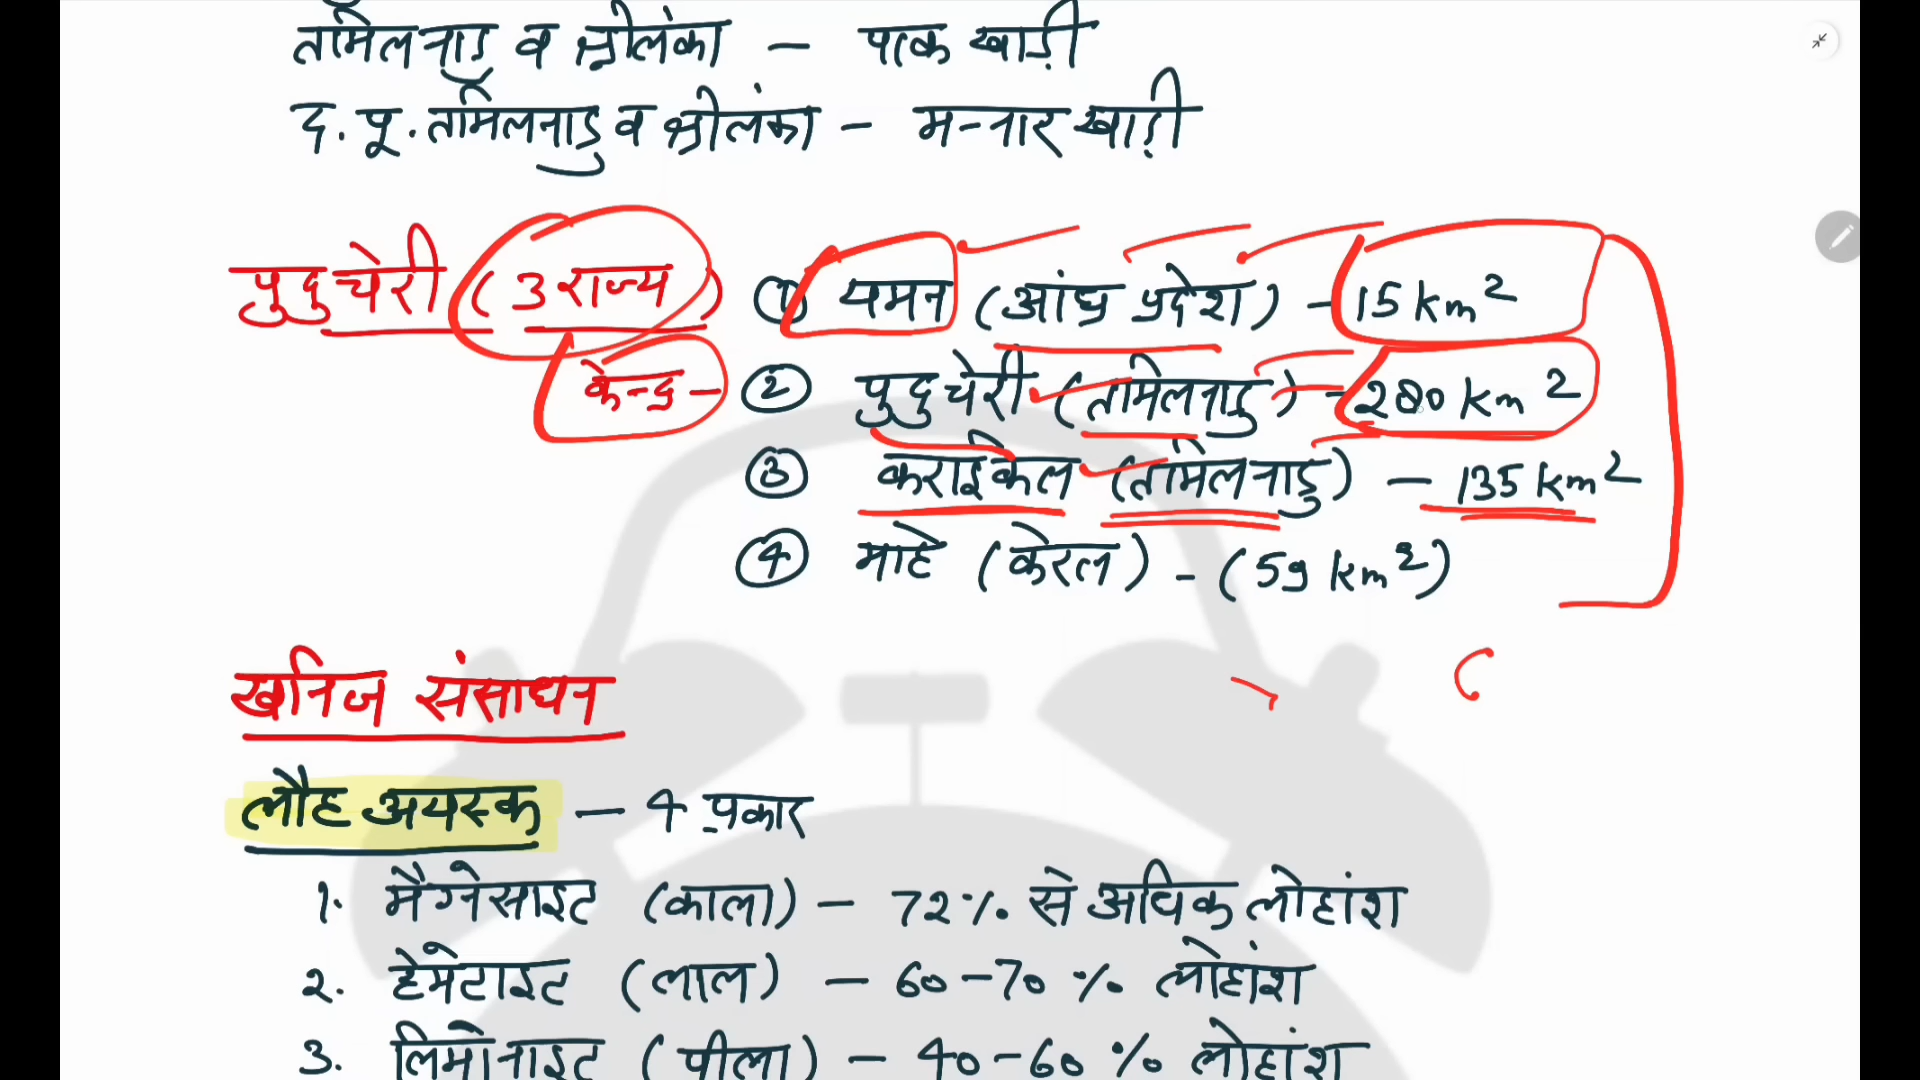 तमिलनाडु व श्रीलंका – पाक खाड़ी
द. पू. तमिलनाडु व श्रीलंका – मन्नार खाड़ी
पुदुचेरी (3 राज्य) ① यमन (आंध्र प्रदेश) – 15 km²
केन्द्र – ② पुदुचेरी (तमिलनाडु) – 280 km²
③ कराईकल (तमिलनाडु) – 135 km²
④ माहे (केरल) – (59 km²)
खनिज संसाधन
लौह अयस्क – 4 प्रकार
1. मैग्नेसाइट (काला) – 72% से अधिक लोहांश
2. हेमेटाइट (लाल) – 60-70 % लोहांश
3. लिमोनाइट (पीला) – 40-60 % लोहांश